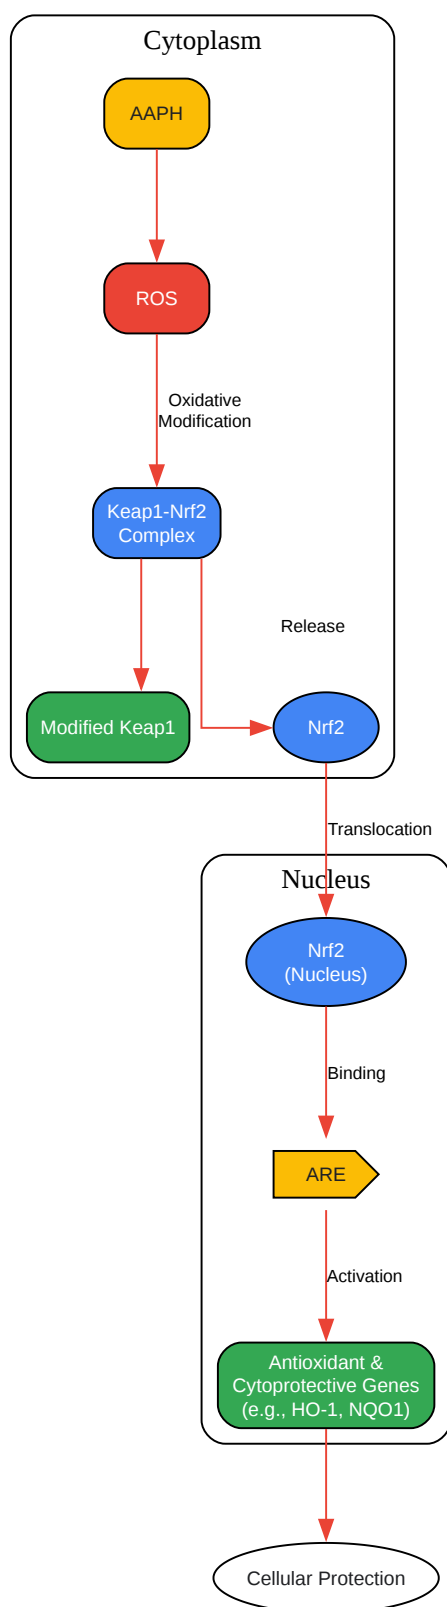 Cytoplasm
AAPH
ROS
Oxidative
Modification
Keap1-Nrf2
Complex
Release
Modified Keap1
Nrf2
Translocation
Nucleus
Nrf2
(Nucleus)
Binding
ARE
Activation
Antioxidant &
Cytoprotective Genes
(e.g., HO-1, NQO1)
Cellular Protection